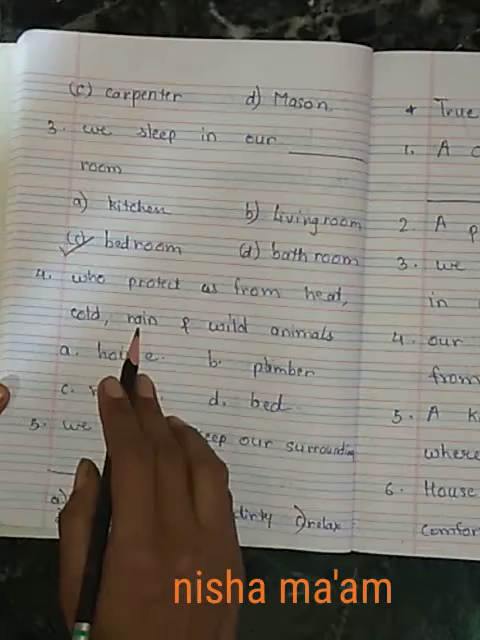 (c) carpenter d) Mason
3. we sleep in our ______
room
a) kitchen b) living room
(c) bedroom (d) bath room
4. who protect us from heat,
cold, rain & wild animals
a. b. plmber
c. d. bed
5. we keep our surrounding
a) dirty c) relax
* True
1. A
2. A
3. we
in
4. our
from
5. A
where
6. House
nisha ma'am